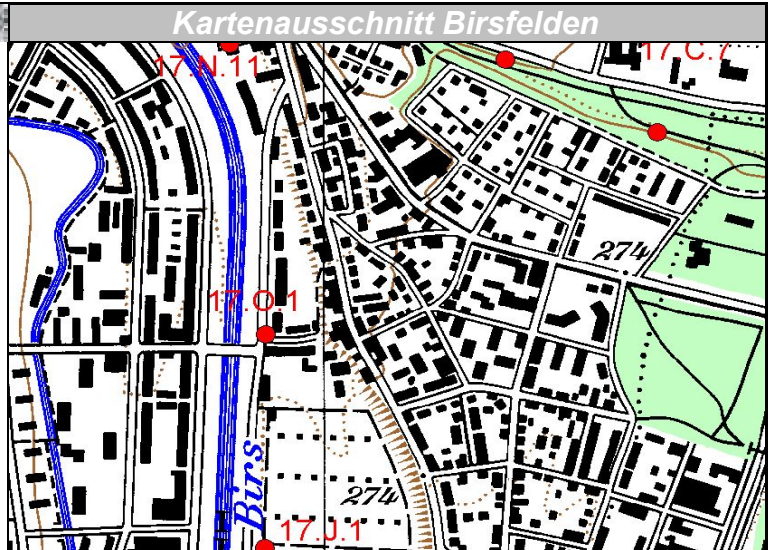 Kartenausschnitt Birsfelden
17.N.11
17.C.7
274
17.O.1
Birs
274
17.J.1